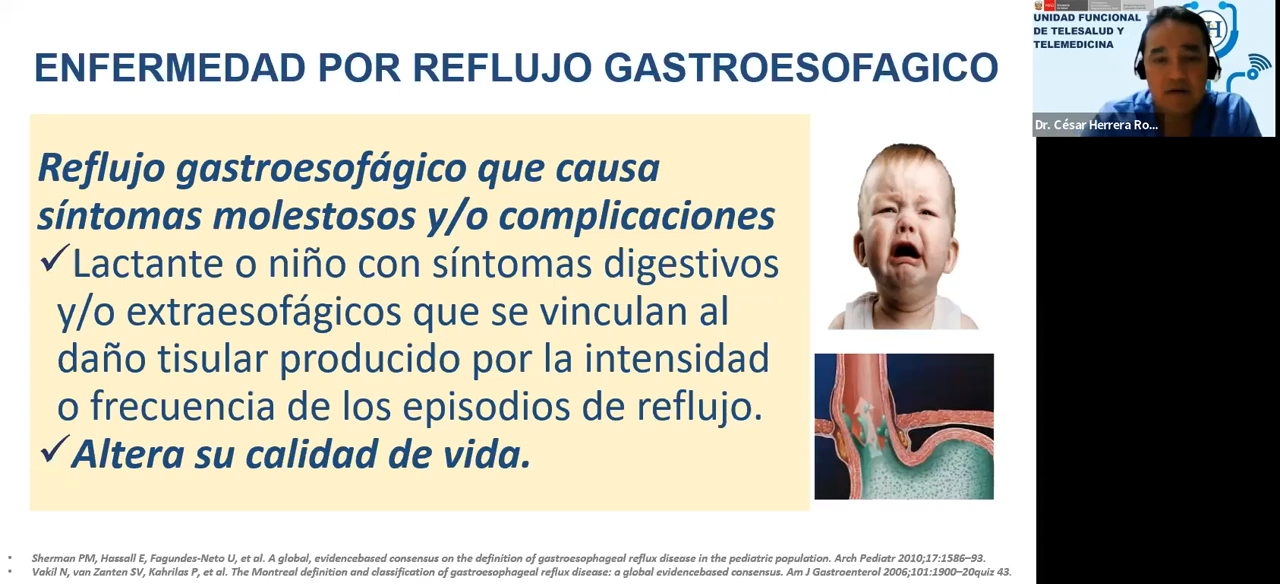 ENFERMEDAD POR REFLUJO GASTROESOFAGICO
UNIDAD FUNCIONAL
DE TELESALUD Y
TELEMEDICINA
H
Dr. César Herrera Ro...
Reflujo gastroesofágico que causa
síntomas molestosos y/o complicaciones
✓Lactante o niño con síntomas digestivos
y/o extraesofágicos que se vinculan al
daño tisular producido por la intensidad
o frecuencia de los episodios de reflujo.
✓Altera su calidad de vida.
• Sherman PM, Hassall E, Fagundes-Neto U, et al. A global, evidencebased consensus on the definition of gastroesophageal reflux disease in the pediatric population. Arch Pediatr 2010;17:1586–93.
• Vakil N, van Zanten SV, Kahrilas P, et al. The Montreal definition and classification of gastroesophageal reflux disease: a global evidencebased consensus. Am J Gastroenterol 2006;101:1900–20quiz 43.